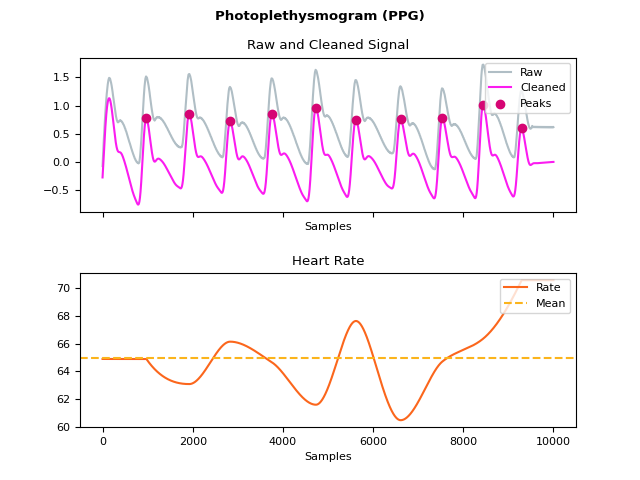 Photoplethysmogram (PPG)
Raw and Cleaned Signal
1.5
1.0
0.5
0.0
−0.5
Raw
Cleaned
Peaks
Samples
Heart Rate
70
68
66
64
62
60
Rate
Mean
0
2000
4000
6000
8000
10000
Samples